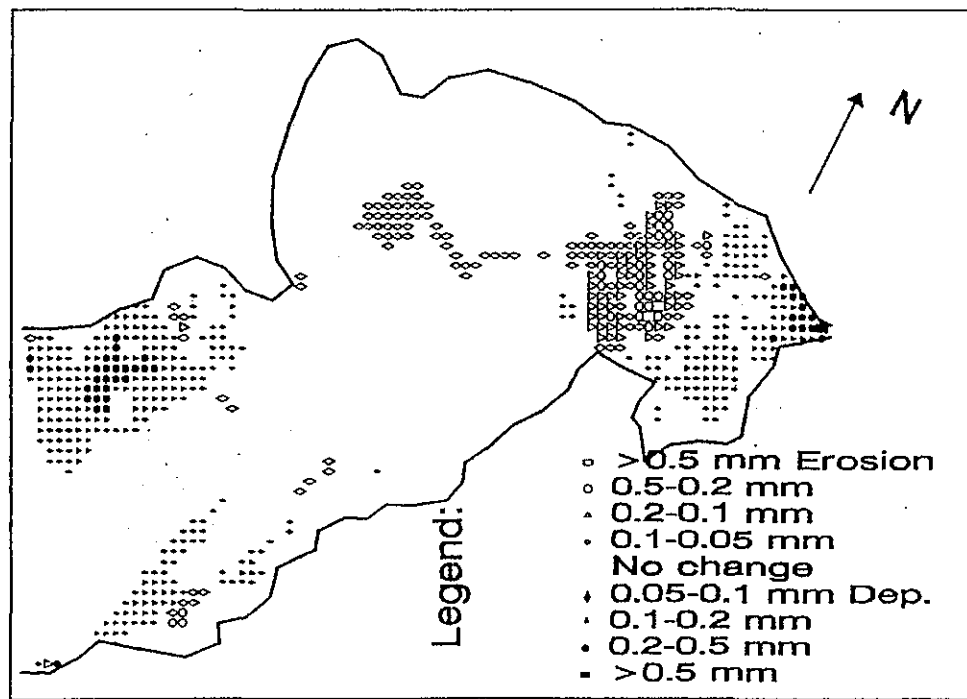 N
Legend:
>0.5 mm Erosion
0.5-0.2 mm
0.2-0.1 mm
0.1-0.05 mm
No change
0.05-0.1 mm Dep.
0.1-0.2 mm
0.2-0.5 mm
>0.5 mm